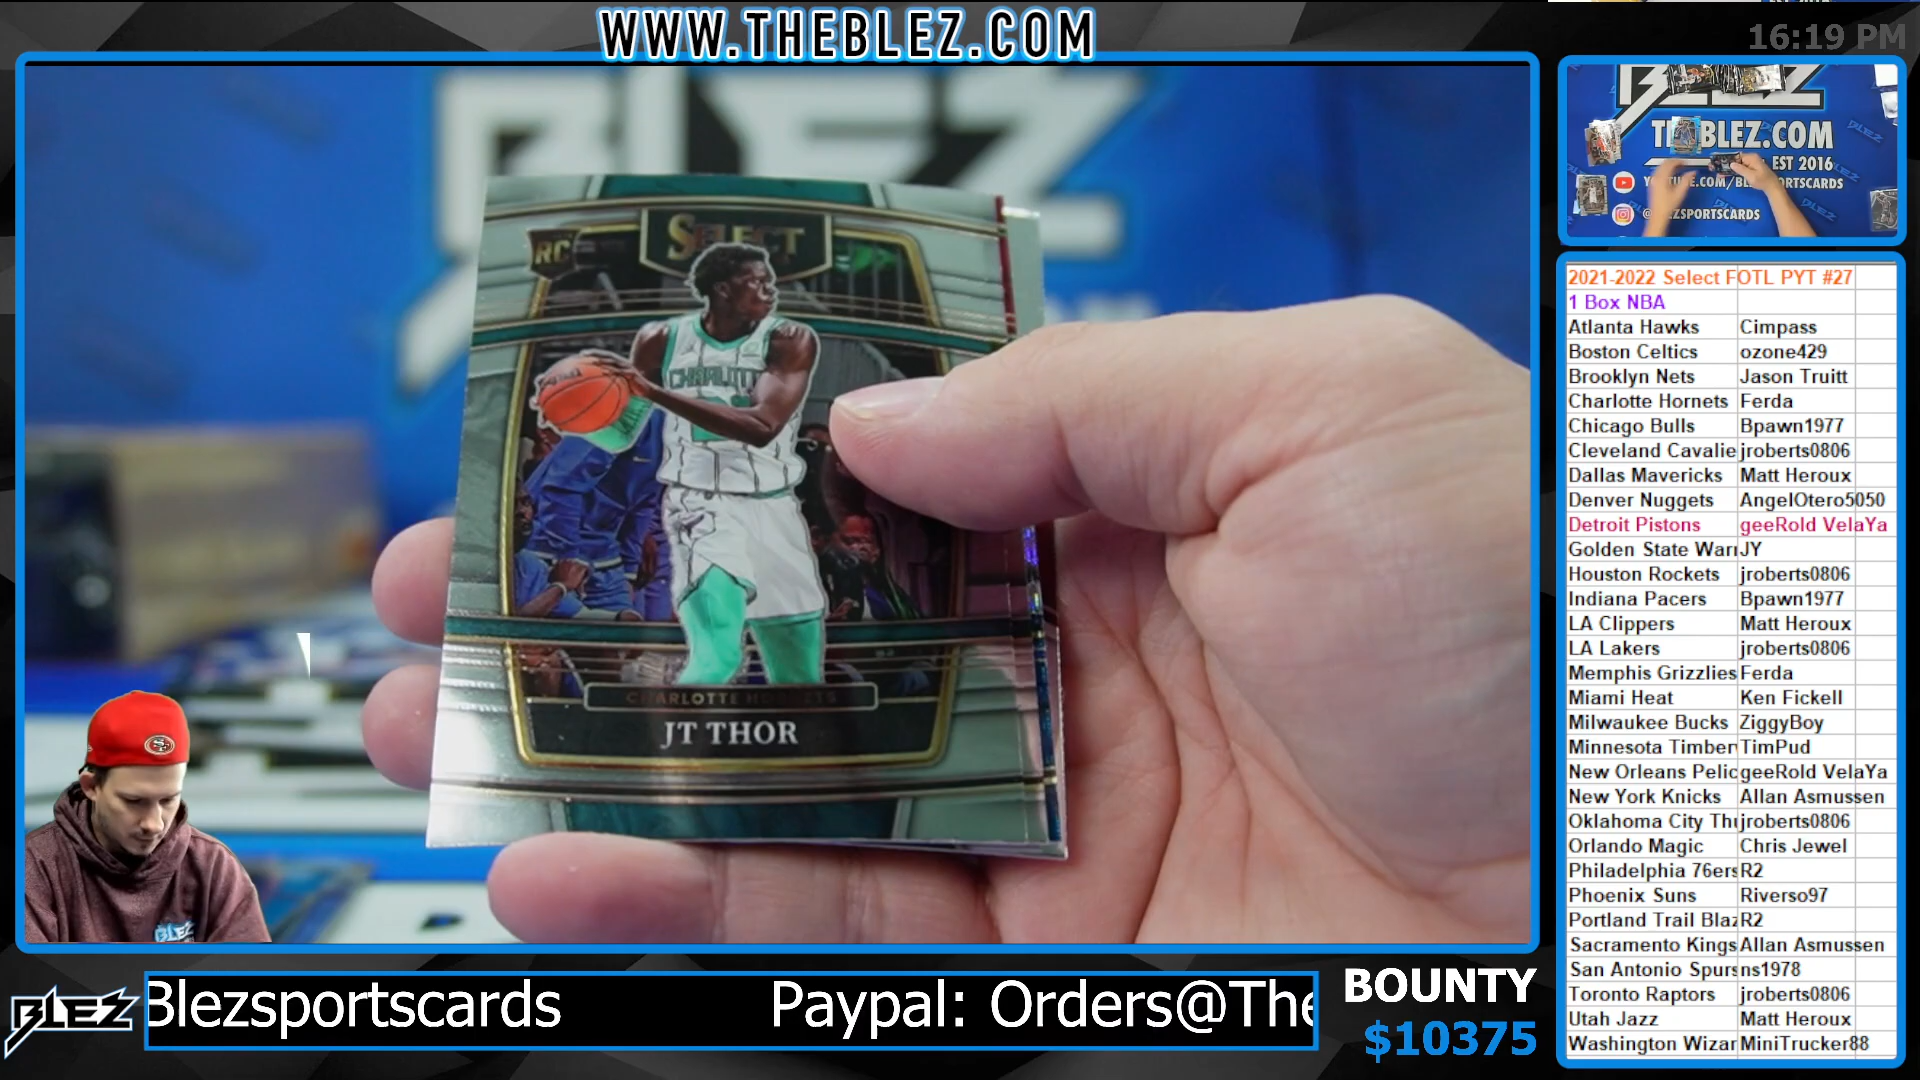 WWW.THEBLEZ.COM
16:19 PM
BLEZ
SELECT
RC
CHARLOTTE HORNETS
JT THOR
THEBLEZ.COM
EST 2016
2021-2022 Select FOTL PYT #27
1 Box NBA
Atlanta Hawks Cimpass
Boston Celtics ozone429
Brooklyn Nets Jason Truitt
Charlotte Hornets Ferda
Chicago Bulls Bpawn1977
Cleveland Cavalie jroberts0806
Dallas Mavericks Matt Heroux
Denver Nuggets AngelOtero5050
Detroit Pistons geeRold VelaYa
Golden State Warr JY
Houston Rockets jroberts0806
Indiana Pacers Bpawn1977
LA Clippers Matt Heroux
LA Lakers jroberts0806
Memphis Grizzlies Ferda
Miami Heat Ken Fickell
Milwaukee Bucks ZiggyBoy
Minnesota Timber TimPud
New Orleans Pelic geeRold VelaYa
New York Knicks Allan Asmussen
Oklahoma City Thu jroberts0806
Orlando Magic Chris Jewel
Philadelphia 76ers R2
Phoenix Suns Riverso97
Portland Trail Blaz R2
Sacramento Kings Allan Asmussen
San Antonio Spurs ns1978
Toronto Raptors jroberts0806
Utah Jazz Matt Heroux
Washington Wizar MiniTrucker88
BLEZ
Blezsportscards Paypal: Orders@The
BOUNTY
$10375